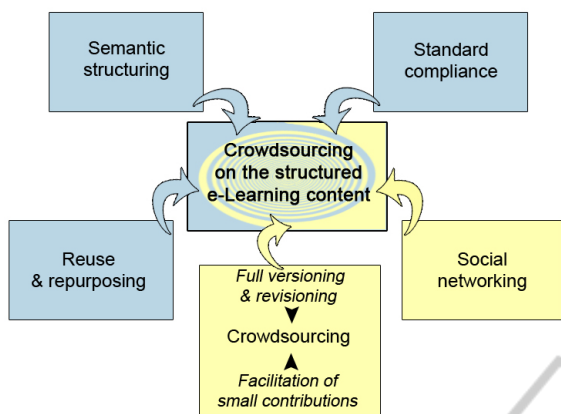 Semantic
structuring
Standard
compliance
Crowdsourcing
on the structured
e-Learning content
Reuse
& repurposing
Full versioning
& revisioning
Crowdsourcing
Facilitation of
small contributions
Social
networking